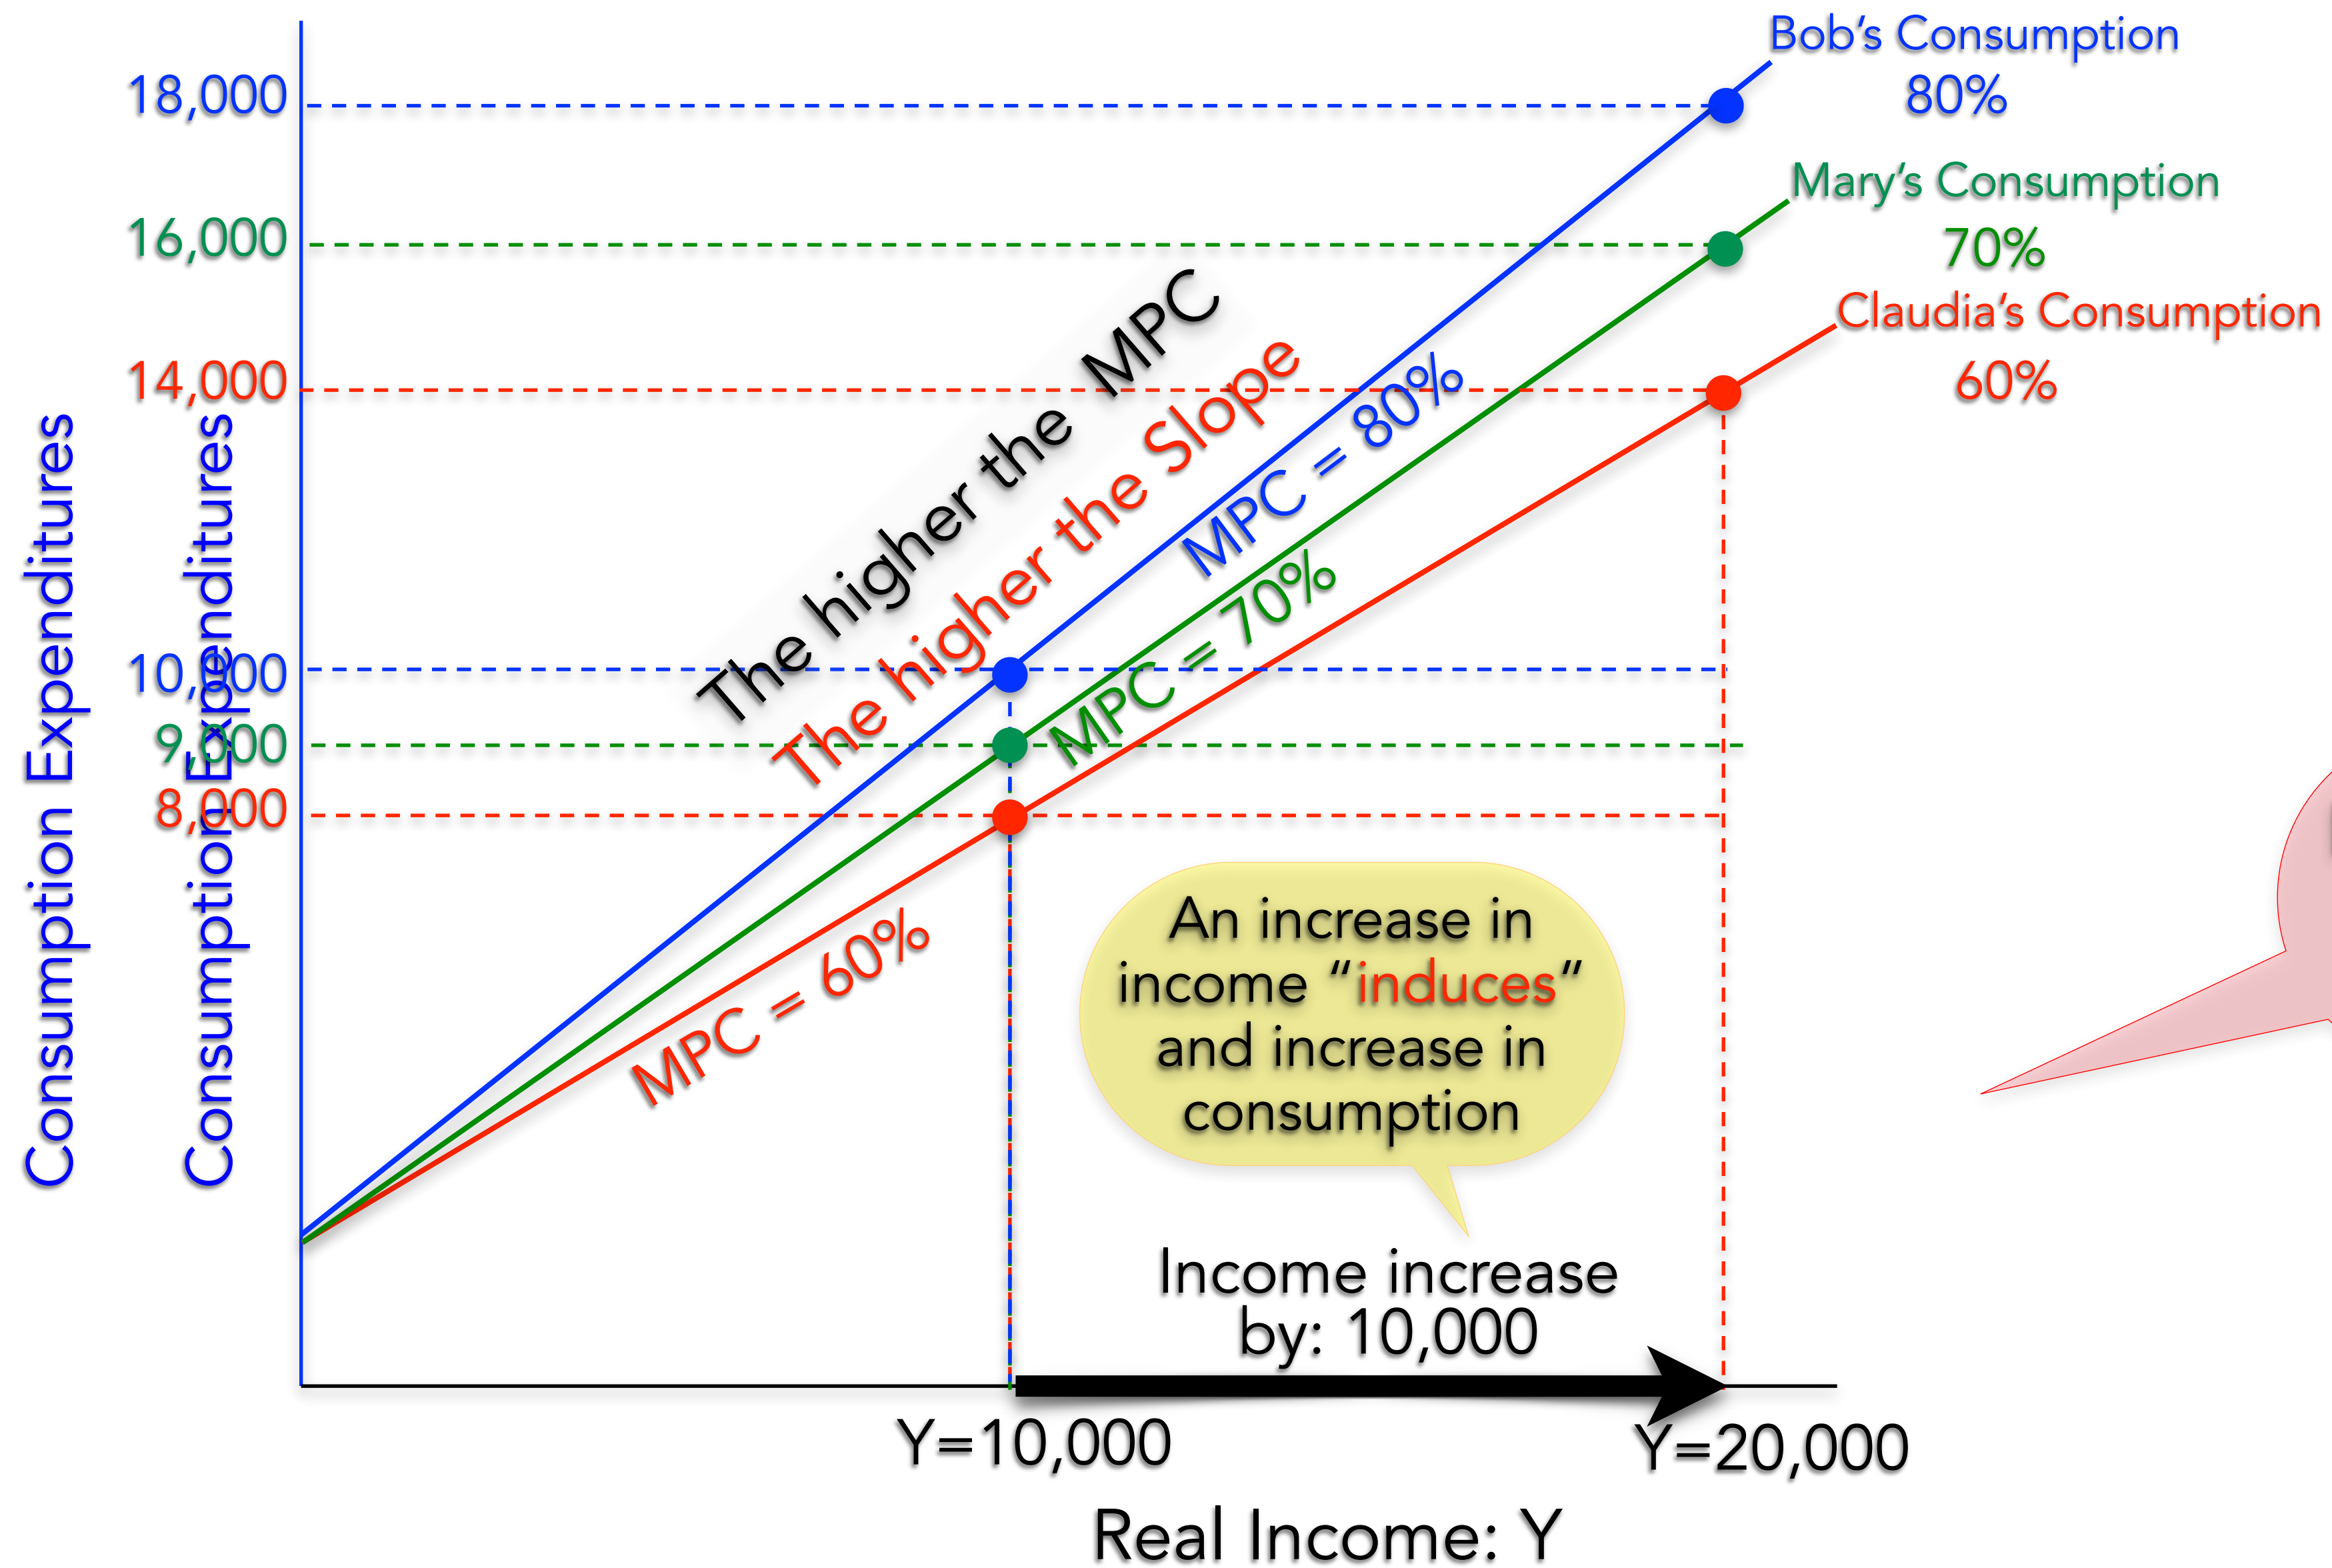 Bob's Consumption
80%
18,000
Mary's Consumption
70%
16,000
Claudia's Consumption
60%
14,000
The higher the MPC
The higher the Slope
MPC = 80%
MPC = 70%
MPC = 60%
Consumption Expenditures
Consumption Expenditures
10,000
9,000
8,000
An increase in
income “induces”
and increase in
consumption
Income increase
by: 10,000
Y=10,000
Y=20,000
Real Income: Y